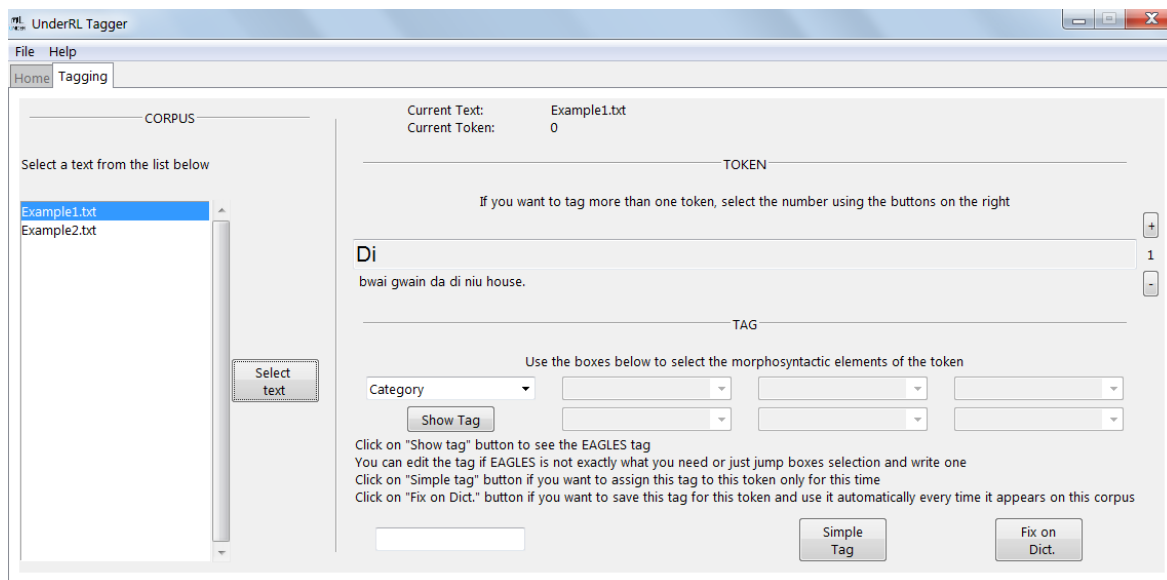 UnderRL Tagger
File Help
Home Tagging
CORPUS
Select a text from the list below
Example1.txt
Example2.txt
Select
text
Current Text: Example1.txt
Current Token: 0
TOKEN
If you want to tag more than one token, select the number using the buttons on the right
+
Di
1
bwai gwain da di niu house.
-
TAG
Use the boxes below to select the morphosyntactic elements of the token
Category
Show Tag
Click on "Show tag" button to see the EAGLES tag
You can edit the tag if EAGLES is not exactly what you need or just jump boxes selection and write one
Click on "Simple tag" button if you want to assign this tag to this token only for this time
Click on "Fix on Dict." button if you want to save this tag for this token and use it automatically every time it appears on this corpus
Simple
Tag
Fix on
Dict.